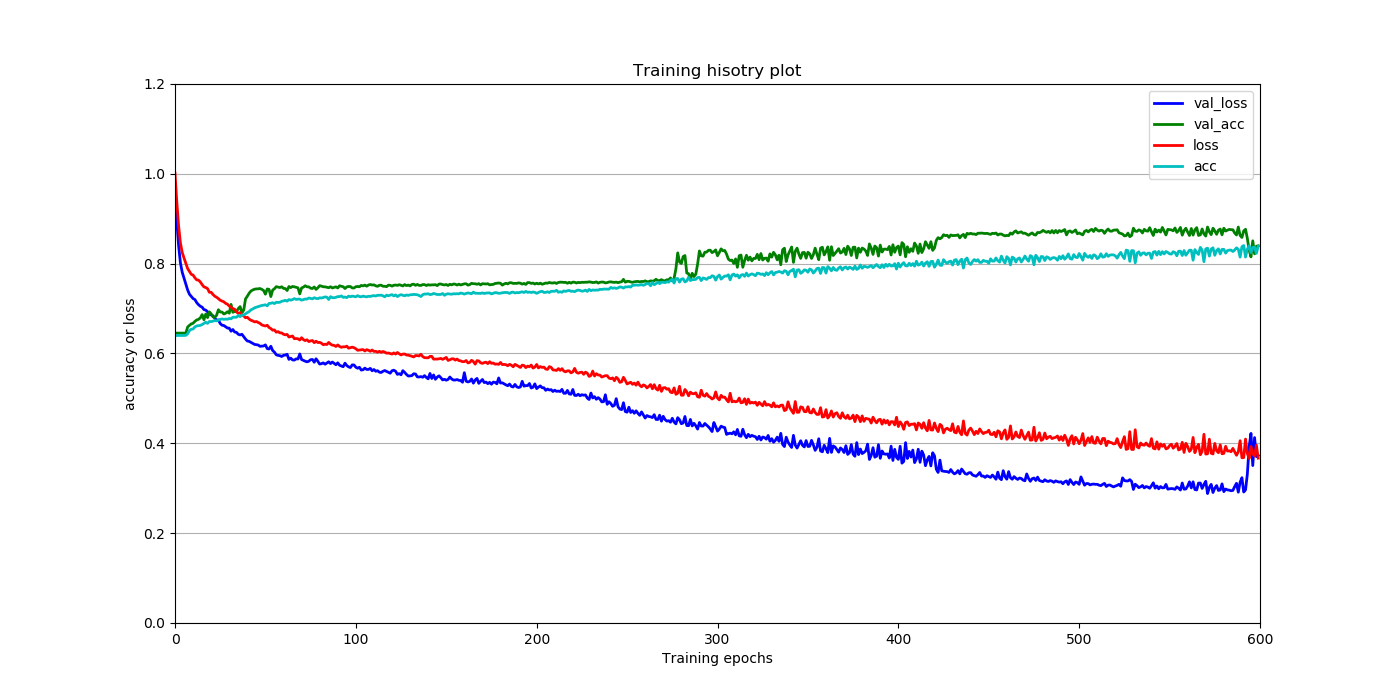 Training hisotry plot
1.2
1.0
0.8
0.6
0.4
0.2
0.0
accuracy or loss
val_loss
val_acc
loss
acc
0 100 200 300 400 500 600
Training epochs